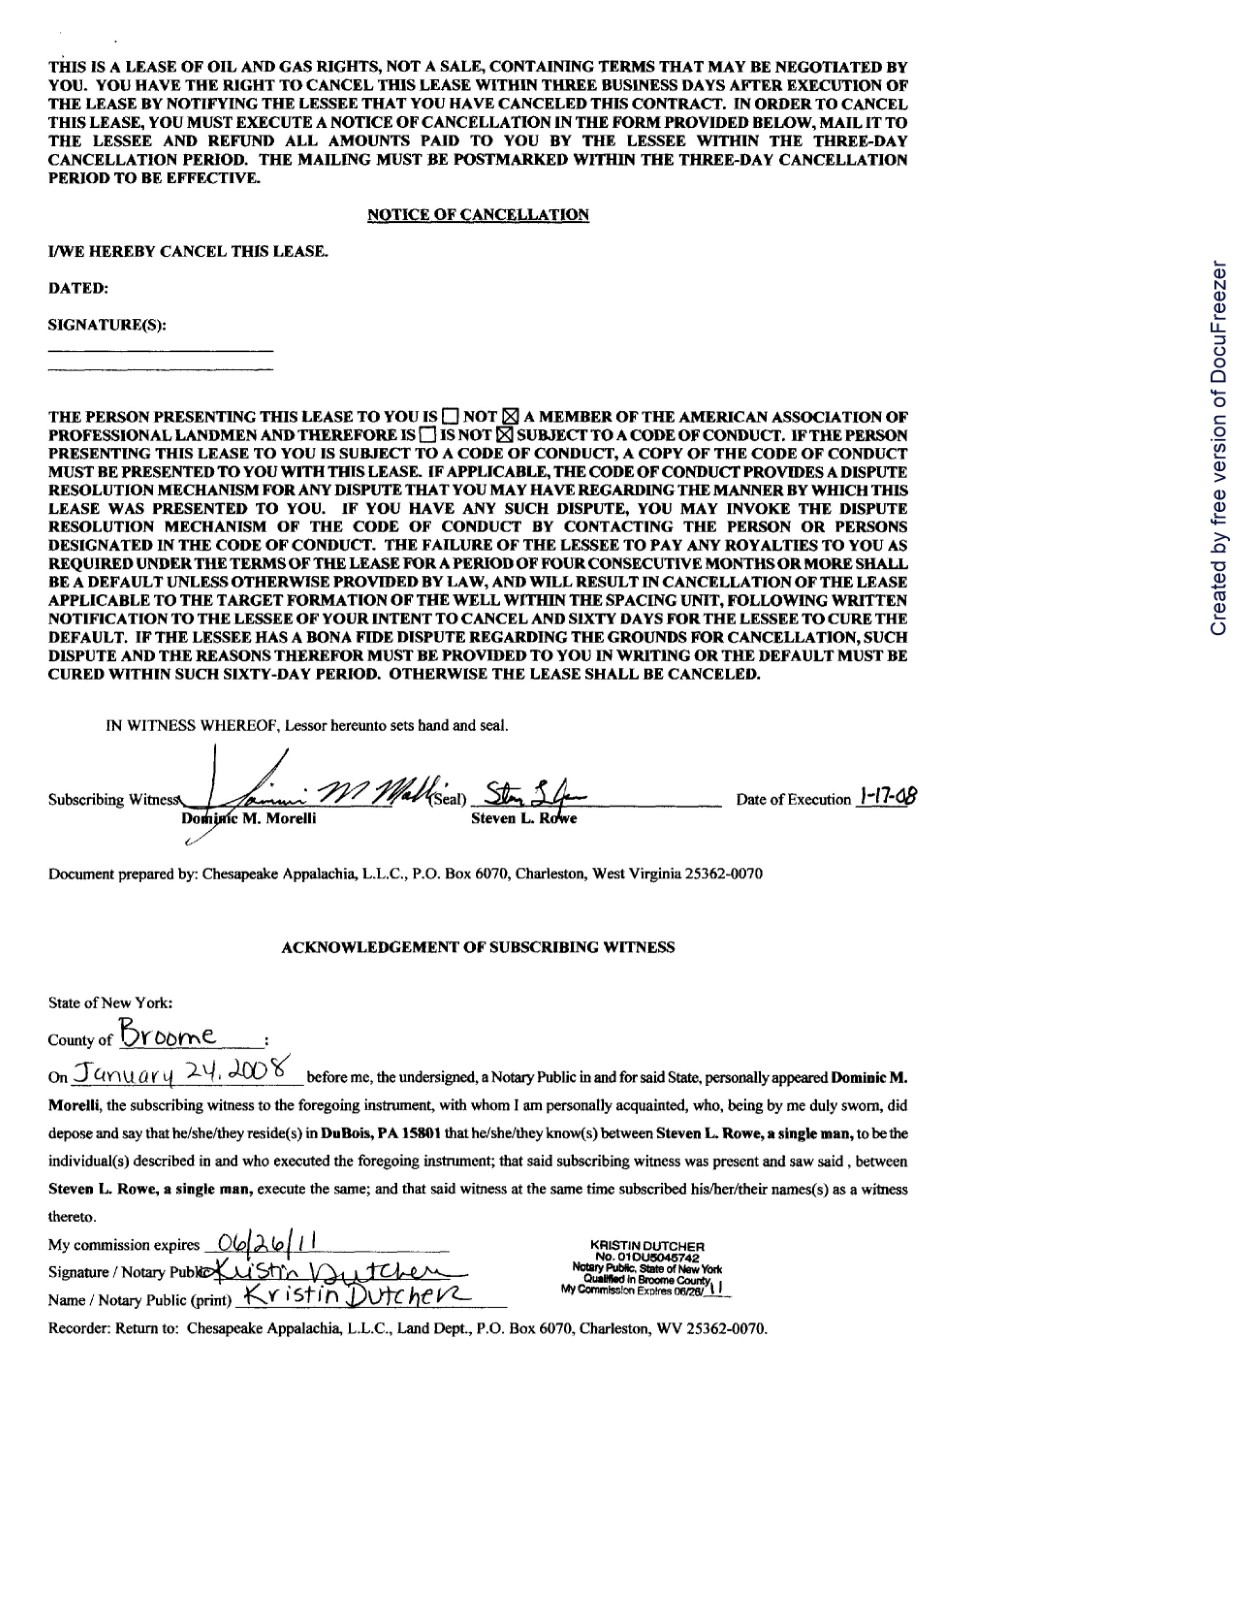 THIS IS A LEASE OF OIL AND GAS RIGHTS, NOT A SALE, CONTAINING TERMS THAT MAY BE NEGOTIATED BY
YOU. YOU HAVE THE RIGHT TO CANCEL THIS LEASE WITHIN THREE BUSINESS DAYS AFTER EXECUTION OF
THE LEASE BY NOTIFYING THE LESSEE THAT YOU HAVE CANCELED THIS CONTRACT. IN ORDER TO CANCEL
THIS LEASE, YOU MUST EXECUTE A NOTICE OF CANCELLATION IN THE FORM PROVIDED BELOW, MAIL IT TO
THE LESSEE AND REFUND ALL AMOUNTS PAID TO YOU BY THE LESSEE WITHIN THE THREE-DAY
CANCELLATION PERIOD. THE MAILING MUST BE POSTMARKED WITHIN THE THREE-DAY CANCELLATION
PERIOD TO BE EFFECTIVE.
NOTICE OF CANCELLATION
I/WE HEREBY CANCEL THIS LEASE.
DATED:
SIGNATURE(S):
THE PERSON PRESENTING THIS LEASE TO YOU IS ☐ NOT ☒ A MEMBER OF THE AMERICAN ASSOCIATION OF
PROFESSIONAL LANDMEN AND THEREFORE IS ☐ IS NOT ☒ SUBJECT TO A CODE OF CONDUCT. IF THE PERSON
PRESENTING THIS LEASE TO YOU IS SUBJECT TO A CODE OF CONDUCT, A COPY OF THE CODE OF CONDUCT
MUST BE PRESENTED TO YOU WITH THIS LEASE. IF APPLICABLE, THE CODE OF CONDUCT PROVIDES A DISPUTE
RESOLUTION MECHANISM FOR ANY DISPUTE THAT YOU MAY HAVE REGARDING THE MANNER BY WHICH THIS
LEASE WAS PRESENTED TO YOU. IF YOU HAVE ANY SUCH DISPUTE, YOU MAY INVOKE THE DISPUTE
RESOLUTION MECHANISM OF THE CODE OF CONDUCT BY CONTACTING THE PERSON OR PERSONS
DESIGNATED IN THE CODE OF CONDUCT. THE FAILURE OF THE LESSEE TO PAY ANY ROYALTIES TO YOU AS
REQUIRED UNDER THE TERMS OF THE LEASE FOR A PERIOD OF FOUR CONSECUTIVE MONTHS OR MORE SHALL
BE A DEFAULT UNLESS OTHERWISE PROVIDED BY LAW, AND WILL RESULT IN CANCELLATION OF THE LEASE
APPLICABLE TO THE TARGET FORMATION OF THE WELL WITHIN THE SPACING UNIT, FOLLOWING WRITTEN
NOTIFICATION TO THE LESSEE OF YOUR INTENT TO CANCEL AND SIXTY DAYS FOR THE LESSEE TO CURE THE
DEFAULT. IF THE LESSEE HAS A BONA FIDE DISPUTE REGARDING THE GROUNDS FOR CANCELLATION, SUCH
DISPUTE AND THE REASONS THEREFOR MUST BE PROVIDED TO YOU IN WRITING OR THE DEFAULT MUST BE
CURED WITHIN SUCH SIXTY-DAY PERIOD. OTHERWISE THE LEASE SHALL BE CANCELED.
IN WITNESS WHEREOF, Lessor hereunto sets hand and seal.
Subscribing Witness (Seal) Date of Execution 1-17-08
Dominic M. Morelli Steven L. Rowe
Document prepared by: Chesapeake Appalachia, L.L.C., P.O. Box 6070, Charleston, West Virginia 25362-0070
ACKNOWLEDGEMENT OF SUBSCRIBING WITNESS
State of New York:
County of Broome :
On January 24, 2008 before me, the undersigned, a Notary Public in and for said State, personally appeared Dominic M.
Morelli, the subscribing witness to the foregoing instrument, with whom I am personally acquainted, who, being by me duly sworn, did
depose and say that he/she/they reside(s) in DuBois, PA 15801 that he/she/they know(s) between Steven L. Rowe, a single man, to be the
individual(s) described in and who executed the foregoing instrument; that said subscribing witness was present and saw said , between
Steven L. Rowe, a single man, execute the same; and that said witness at the same time subscribed his/her/their names(s) as a witness
thereto.
My commission expires 06/26/11
Signature / Notary Public Kristin Dutcher
Name / Notary Public (print) Kristin Dutcher
KRISTIN DUTCHER
No. 01DU5045742
Notary Public, State of New York
Qualified in Broome County
My Commission Expires 06/26/11
Recorder: Return to: Chesapeake Appalachia, L.L.C., Land Dept., P.O. Box 6070, Charleston, WV 25362-0070.
Created by free version of DocuFreezer